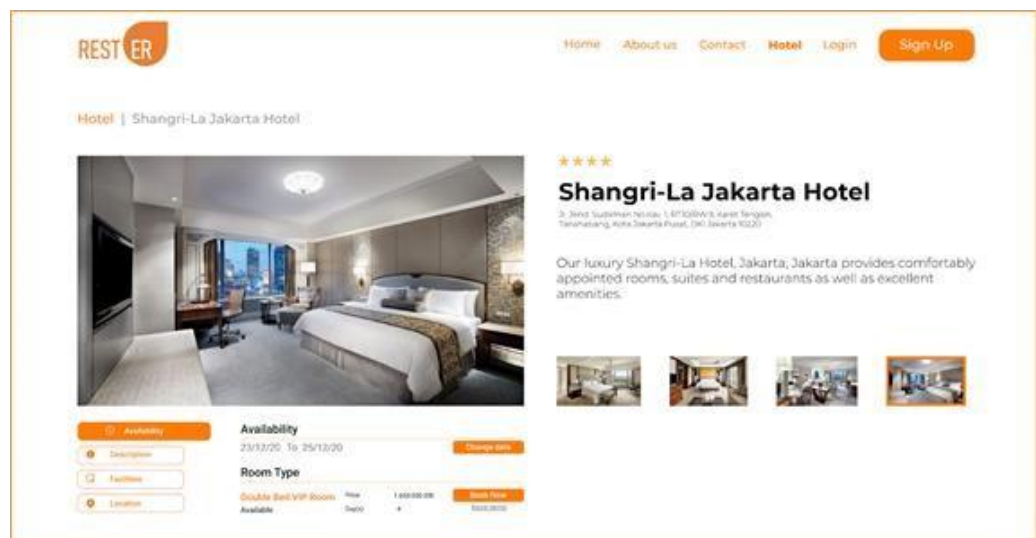 REST ER
Home About us Contact Hotel Login Sign Up
Hotel | Shangri-La Jakarta Hotel
Shangri-La Jakarta Hotel
Jakarta 10220
Our luxury Shangri-La Hotel, Jakarta, Jakarta provides comfortably
appointed rooms, suites and restaurants as well as excellent
amenities.
Availability
Description
Facilities
Location
Availability
23/12/20 To 25/12/20
Change date
Room Type
Double Bed VIP Room Price
Book Now
Available